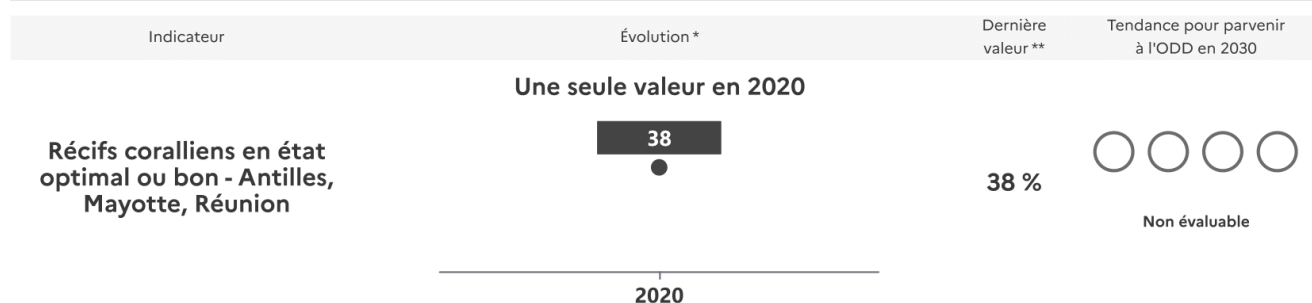 Indicateur
Évolution *
Dernière
valeur **
Tendance pour parvenir
à l'ODD en 2030
Une seule valeur en 2020
38
Récifs coralliens en état
optimal ou bon - Antilles,
Mayotte, Réunion
38 %
Non évaluable
2020